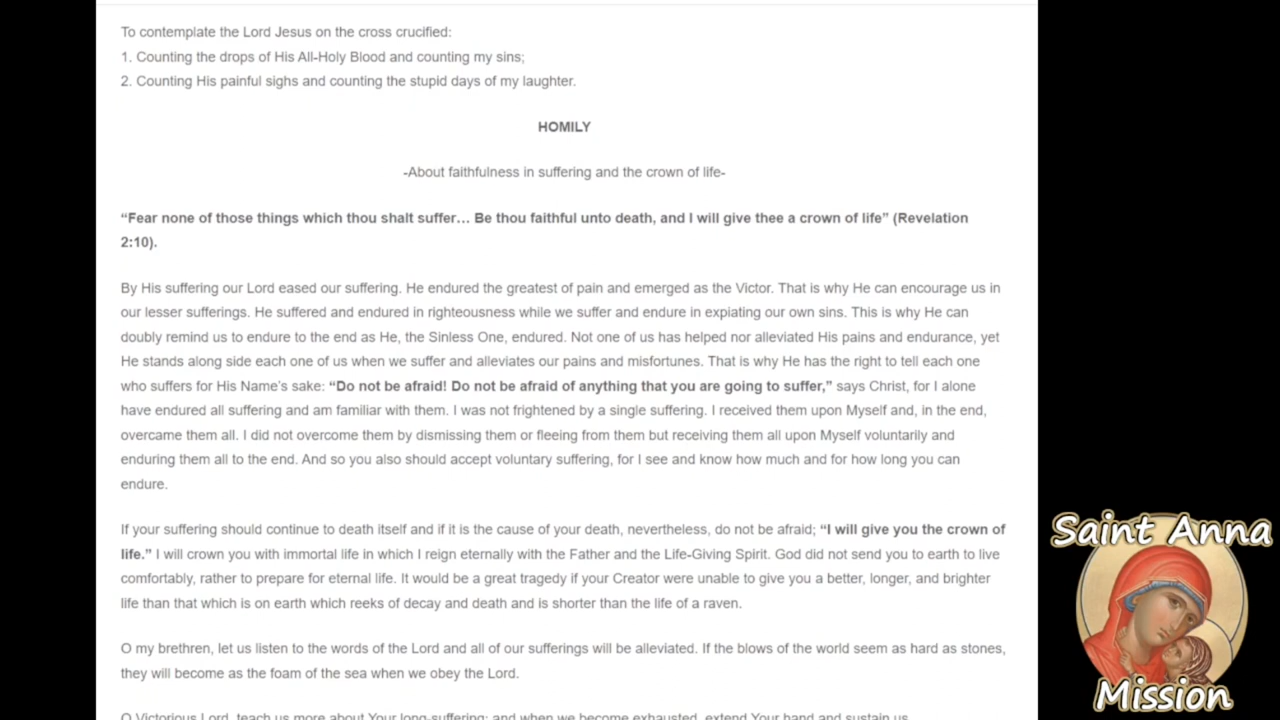 To contemplate the Lord Jesus on the cross crucified:
1. Counting the drops of His All-Holy Blood and counting my sins;
2. Counting His painful sighs and counting the stupid days of my laughter.
HOMILY
-About faithfulness in suffering and the crown of life-
“Fear none of those things which thou shalt suffer… Be thou faithful unto death, and I will give thee a crown of life” (Revelation
2:10).
By His suffering our Lord eased our suffering. He endured the greatest of pain and emerged as the Victor. That is why He can encourage us in
our lesser sufferings. He suffered and endured in righteousness while we suffer and endure in expiating our own sins. This is why He can
doubly remind us to endure to the end as He, the Sinless One, endured. Not one of us has helped nor alleviated His pains and endurance, yet
He stands along side each one of us when we suffer and alleviates our pains and misfortunes. That is why He has the right to tell each one
who suffers for His Name’s sake: “Do not be afraid! Do not be afraid of anything that you are going to suffer,” says Christ, for I alone
have endured all suffering and am familiar with them. I was not frightened by a single suffering. I received them upon Myself and, in the end,
overcame them all. I did not overcome them by dismissing them or fleeing from them but receiving them all upon Myself voluntarily and
enduring them all to the end. And so you also should accept voluntary suffering, for I see and know how much and for how long you can
endure.
If your suffering should continue to death itself and if it is the cause of your death, nevertheless, do not be afraid; “I will give you the crown of
life.” I will crown you with immortal life in which I reign eternally with the Father and the Life-Giving Spirit. God did not send you to earth to live
comfortably, rather to prepare for eternal life. It would be a great tragedy if your Creator were unable to give you a better, longer, and brighter
life than that which is on earth which reeks of decay and death and is shorter than the life of a raven.
O my brethren, let us listen to the words of the Lord and all of our sufferings will be alleviated. If the blows of the world seem as hard as stones,
they will become as the foam of the sea when we obey the Lord.
O Victorious Lord, teach us more about Your long-suffering; and when we become exhausted, extend Your hand and sustain us.
Saint Anna
Mission